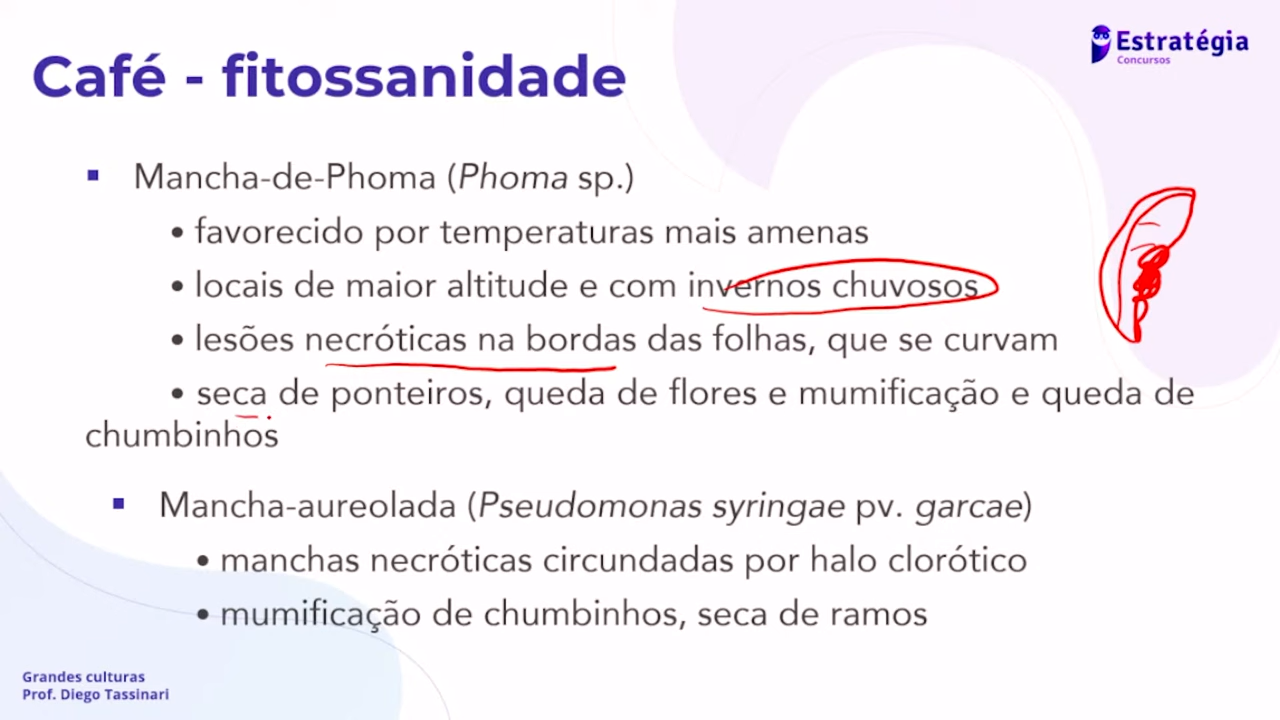 Estratégia
Concursos
Café - fitossanidade
▪ Mancha-de-Phoma (Phoma sp.)
• favorecido por temperaturas mais amenas
• locais de maior altitude e com invernos chuvosos
• lesões necróticas na bordas das folhas, que se curvam
• seca de ponteiros, queda de flores e mumificação e queda de
chumbinhos
▪ Mancha-aureolada (Pseudomonas syringae pv. garcae)
• manchas necróticas circundadas por halo clorótico
• mumificação de chumbinhos, seca de ramos
Grandes culturas
Prof. Diego Tassinari